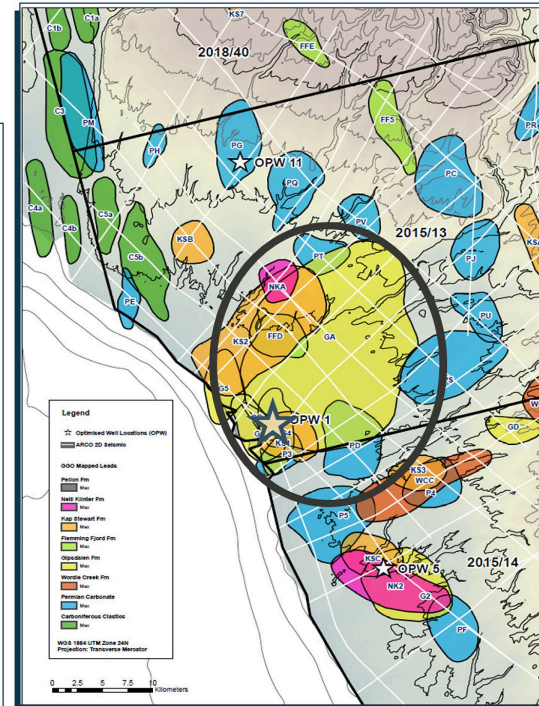 KS7
C1a
C1b
FFE
2018/40
C3
PM
FF5
PR
PH
PG
OPW 11
PQ
PC
C4a
C5a
C4b
PV
2015/13
KSB
C5b
PT
PJ
PE
NKA
PU
KS2
FFD
GA
G5
OPW 1
PD
GD
P3
KS3
WCC
P4
P5
KSC
OPW 5
2015/14
NK2
G2
PF
Legend
Optimised Well Locations (OPW)
ARCO 2D Seismic
GGO Mapped Leads
Pelion Fm
Max
Neill Klinter Fm
Max
Kap Stewart Fm
Max
Flemming Fjord Fm
Max
Gipsdalen Fm
Max
Wordie Creek Fm
Max
Permian Carbonate
Max
Carboniferous Clastics
Max
WGS 1984 UTM Zone 24N
Projection: Transverse Mercator
0 2.5 5 10
Kilometers